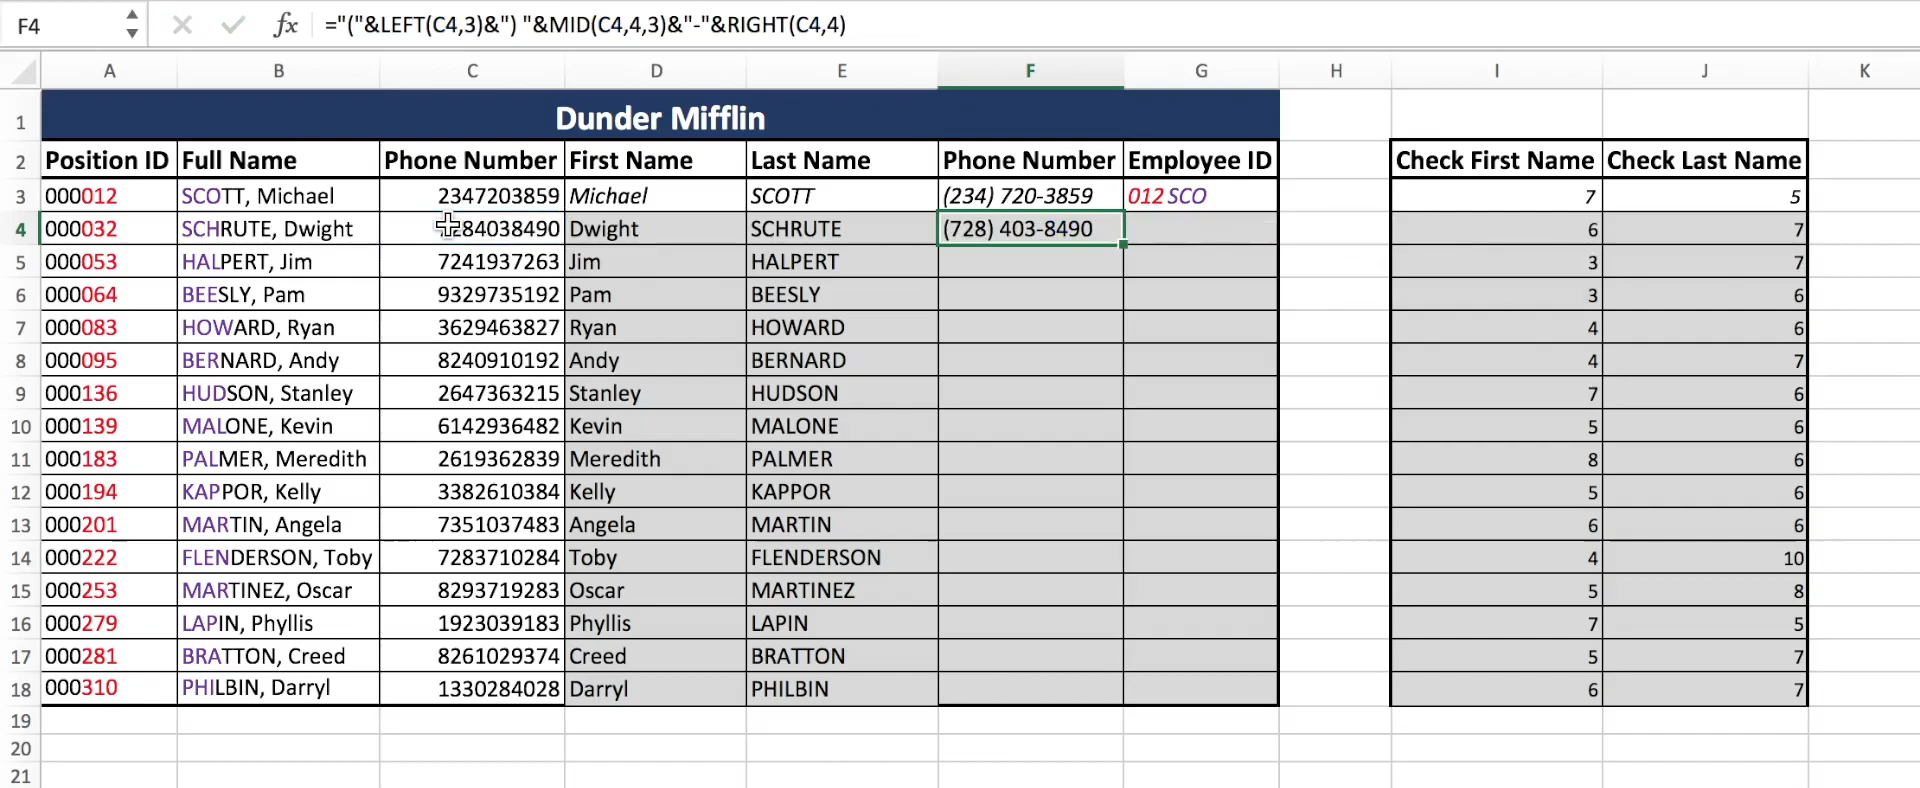 F4 fx ="("&LEFT(C4,3)&") "&MID(C4,4,3)&"-"&RIGHT(C4,4)
A B C D E F G H I J K
1 Dunder Mifflin
2 Position ID Full Name Phone Number First Name Last Name Phone Number Employee ID Check First Name Check Last Name
3 000012 SCOTT, Michael 2347203859 Michael SCOTT (234) 720-3859 012SCO 7 5
4 000032 SCHRUTE, Dwight 7284038490 Dwight SCHRUTE (728) 403-8490 6 7
5 000053 HALPERT, Jim 7241937263 Jim HALPERT 3 7
6 000064 BEESLY, Pam 9329735192 Pam BEESLY 3 6
7 000083 HOWARD, Ryan 3629463827 Ryan HOWARD 4 6
8 000095 BERNARD, Andy 8240910192 Andy BERNARD 4 7
9 000136 HUDSON, Stanley 2647363215 Stanley HUDSON 7 6
10 000139 MALONE, Kevin 6142936482 Kevin MALONE 5 6
11 000183 PALMER, Meredith 2619362839 Meredith PALMER 8 6
12 000194 KAPPOR, Kelly 3382610384 Kelly KAPPOR 5 6
13 000201 MARTIN, Angela 7351037483 Angela MARTIN 6 6
14 000222 FLENDERSON, Toby 7283710284 Toby FLENDERSON 4 10
15 000253 MARTINEZ, Oscar 8293719283 Oscar MARTINEZ 5 8
16 000279 LAPIN, Phyllis 1923039183 Phyllis LAPIN 7 5
17 000281 BRATTON, Creed 8261029374 Creed BRATTON 5 7
18 000310 PHILBIN, Darryl 1330284028 Darryl PHILBIN 6 7
19
20
21